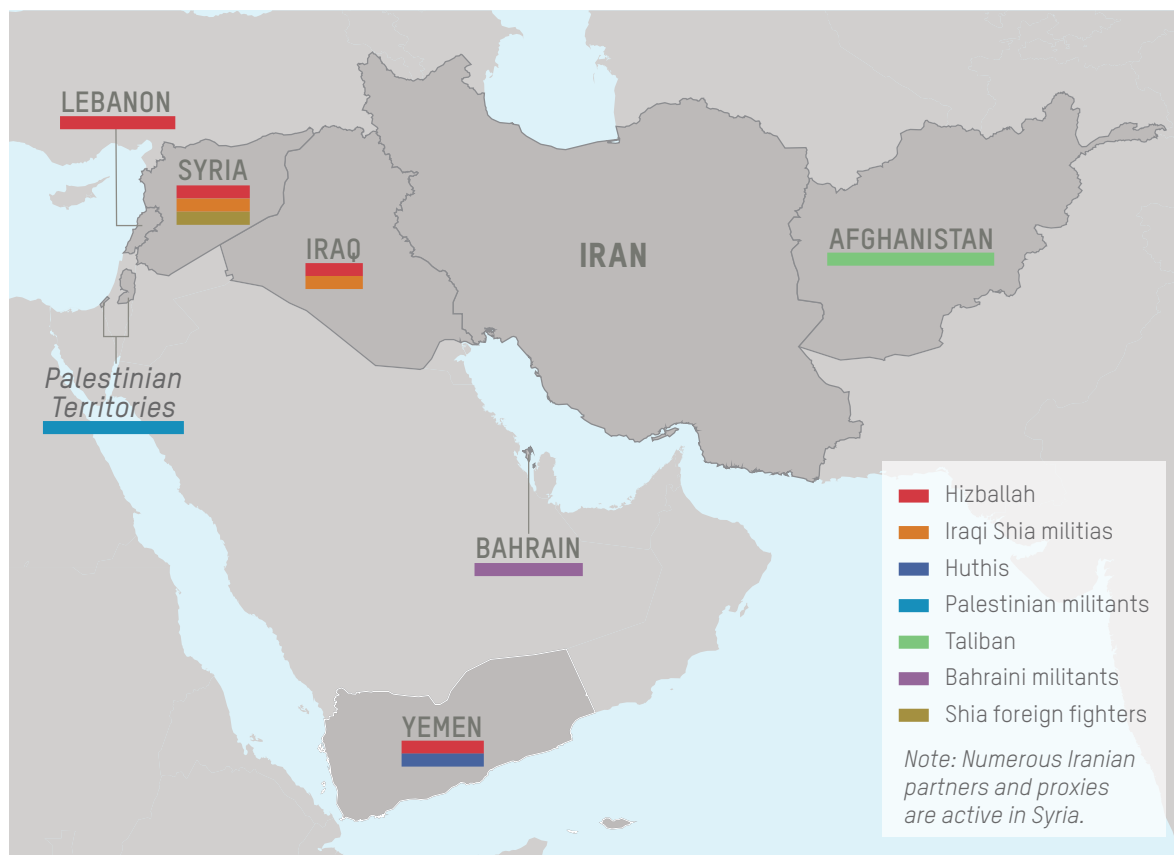 LEBANON
SYRIA
IRAQ
IRAN
AFGHANISTAN
Palestinian
Territories
BAHRAIN
YEMEN
Hizballah
Iraqi Shia militias
Huthis
Palestinian militants
Taliban
Bahraini militants
Shia foreign fighters
Note: Numerous Iranian
partners and proxies
are active in Syria.